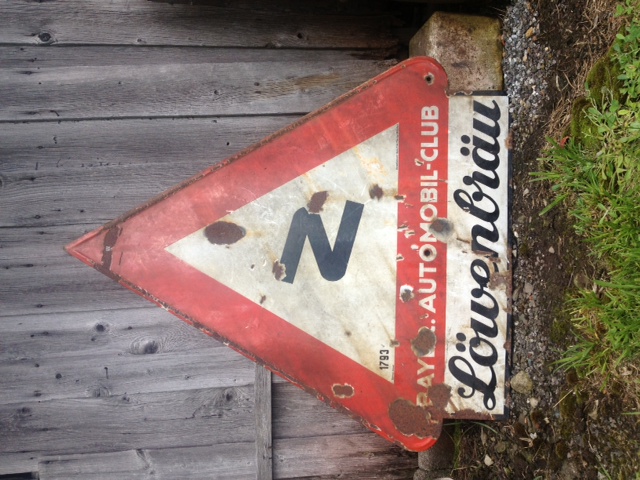 1793
BAYER. AUTOMOBIL-CLUB
Löwenbräu